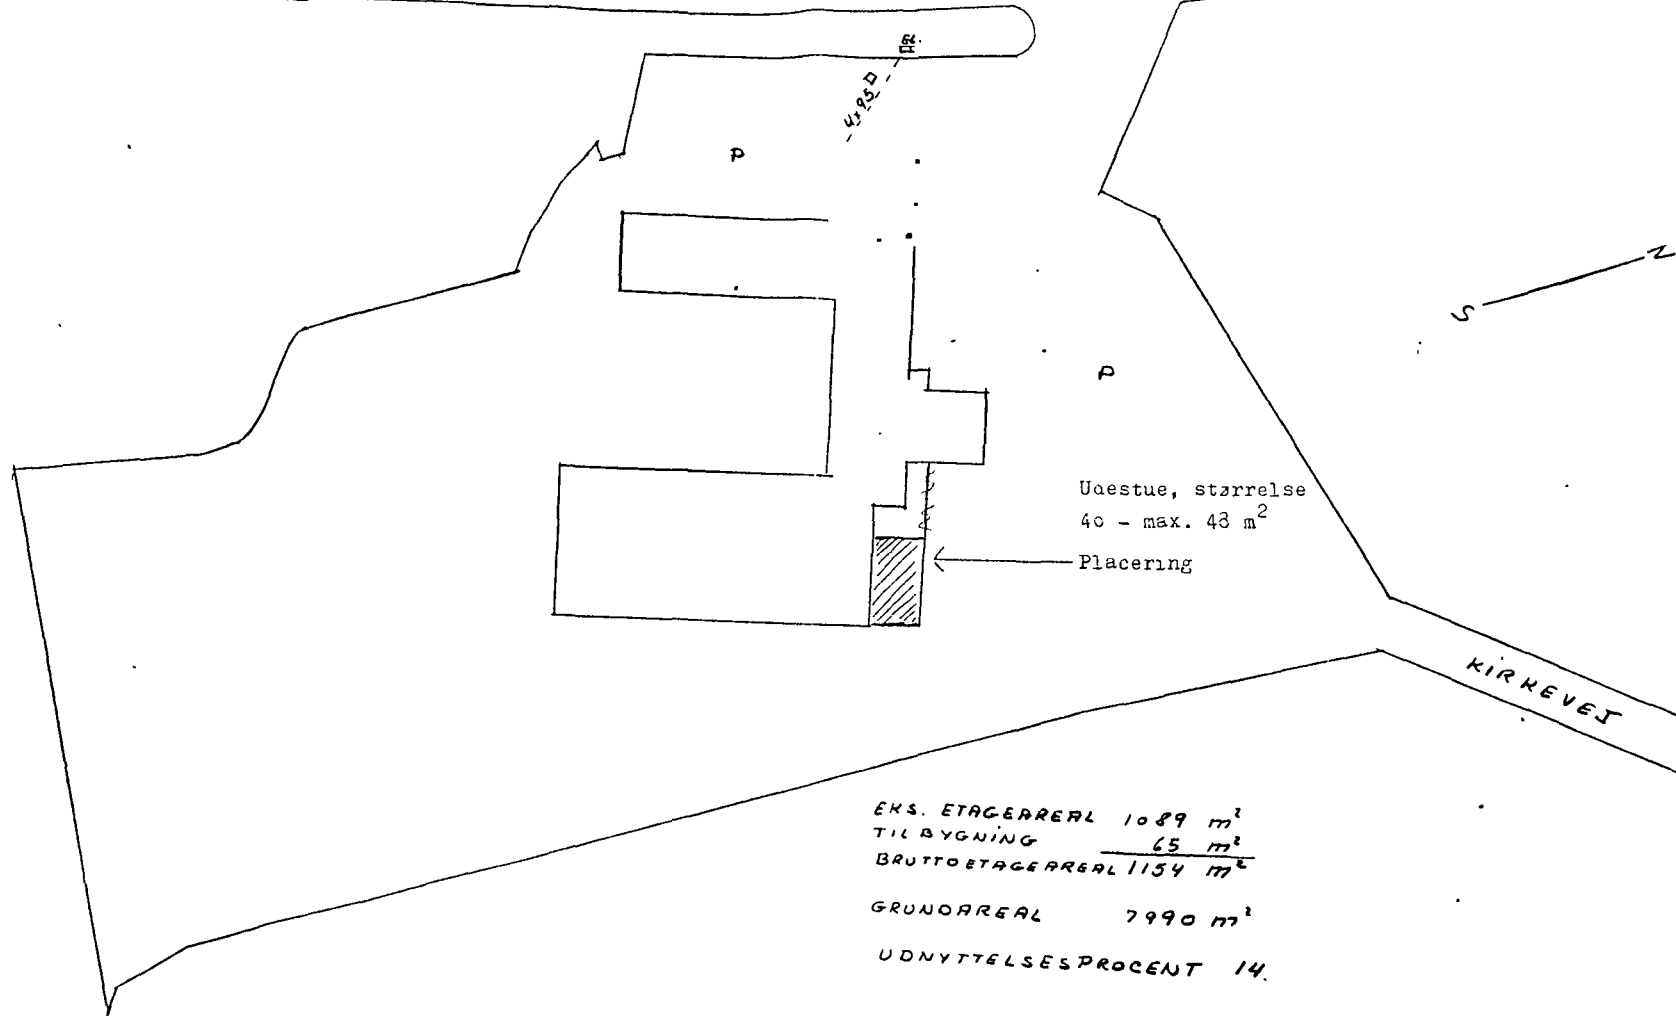 4×95 □
P
N
S
P
Udestue, størrelse
40 - max. 48 m²
Placering
KIRKEVEJ
EKS. ETAGEAREAL 1089 m²
TILBYGNING 65 m²
BRUTTOETAGEAREAL 1154 m²
GRUNDAREAL 7990 m²
UDNYTTELSESPROCENT 14.